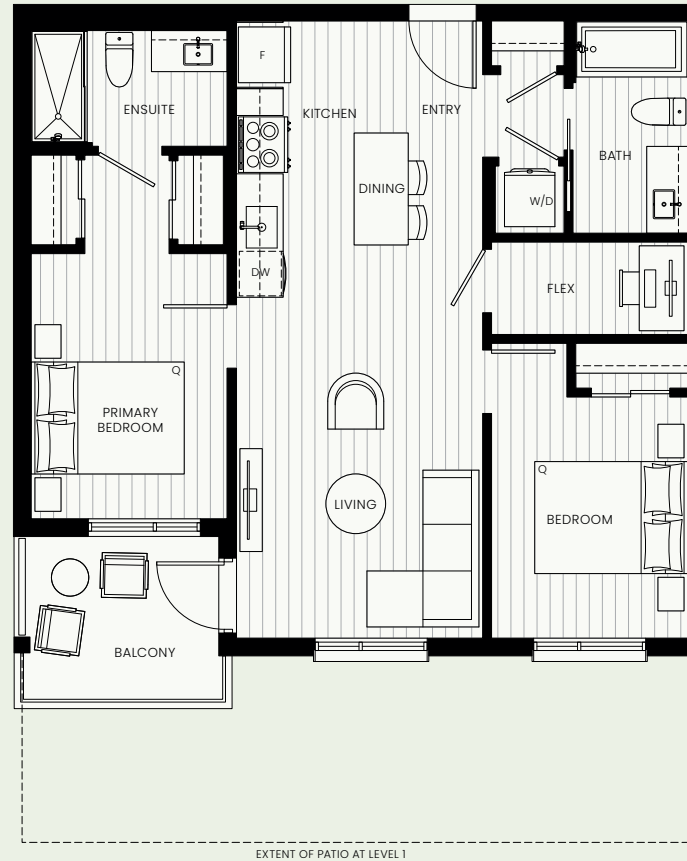 F
ENSUITE
KITCHEN
ENTRY
BATH
DINING
W/D
DW
FLEX
Q
PRIMARY
BEDROOM
Q
LIVING
BEDROOM
BALCONY
EXTENT OF PATIO AT LEVEL 1